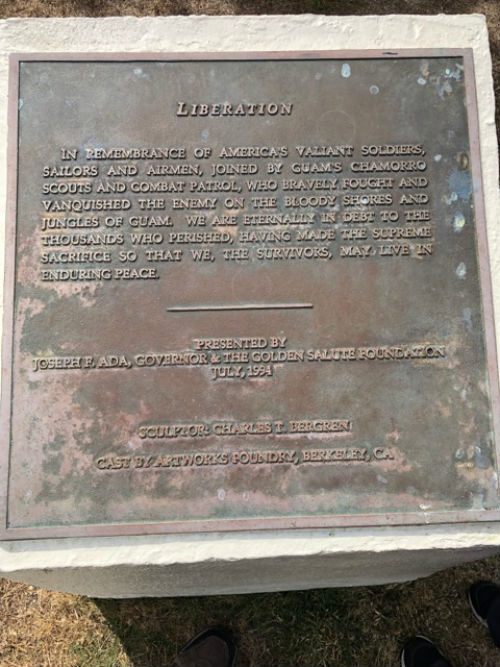 LIBERATION
IN REMEMBRANCE OF AMERICA'S VALIANT SOLDIERS,
SAILORS AND AIRMEN, JOINED BY GUAM'S CHAMORRO
SCOUTS AND COMBAT PATROL, WHO BRAVELY FOUGHT AND
VANQUISHED THE ENEMY ON THE BLOODY SHORES AND
JUNGLES OF GUAM. WE ARE ETERNALLY IN DEBT TO THE
THOUSANDS WHO PERISHED, HAVING MADE THE SUPREME
SACRIFICE SO THAT WE, THE SURVIVORS, MAY LIVE IN
ENDURING PEACE.
PRESENTED BY
JOSEPH F. ADA, GOVERNOR & THE GOLDEN SALUTE FOUNDATION
JULY, 1994
SCULPTOR: CHARLES T. BERGREN
CAST BY ARTWORKS FOUNDRY, BERKELEY, CA